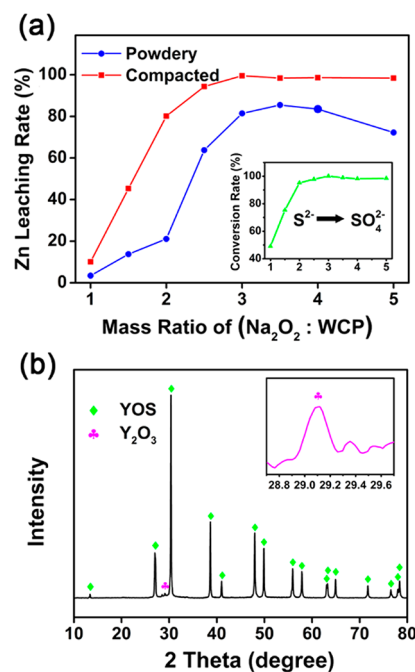 (a)
Powdery
Compacted
Zn Leaching Rate (%)
100
80
60
40
20
0
1 2 3 4 5
Mass Ratio of (Na₂O₂ : WCP)
Conversion Rate (%)
100
80
60
40
1 2 3 4 5
S²⁻ → SO₄²⁻
(b)
YOS
Y₂O₃
Intensity
28.8 29.0 29.2 29.4 29.6
10 20 30 40 50 60 70 80
2 Theta (degree)